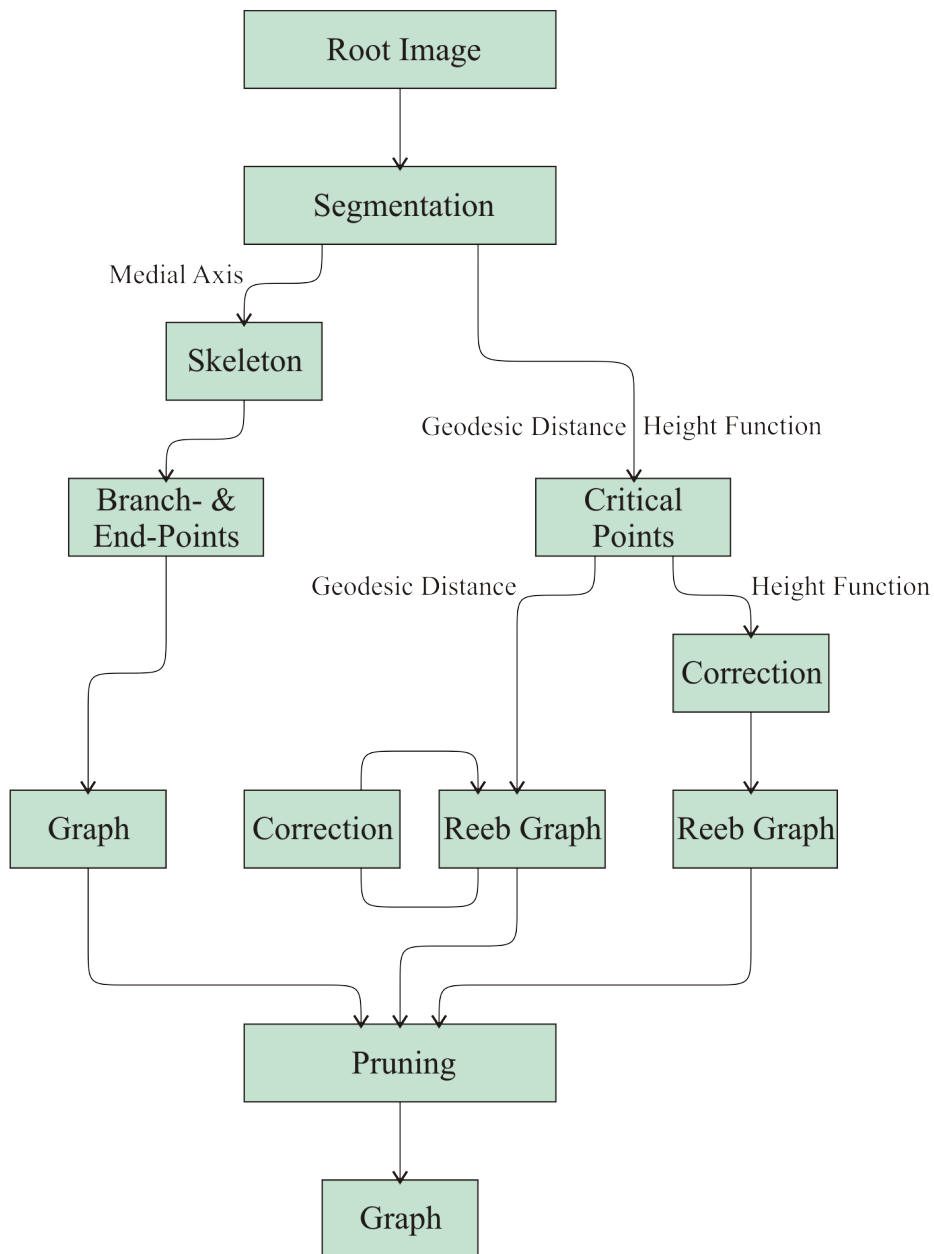 Root Image
Segmentation
Medial Axis
Skeleton
Geodesic Distance
Height Function
Branch- &
End-Points
Critical
Points
Geodesic Distance
Height Function
Correction
Graph
Correction
Reeb Graph
Reeb Graph
Pruning
Graph